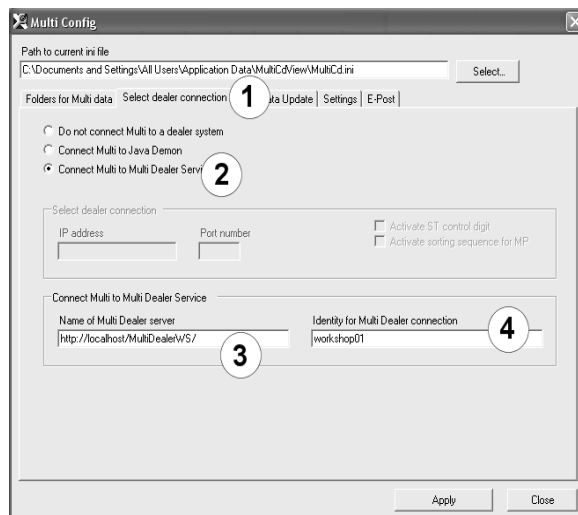 Multi Config
Path to current ini file
C:\Documents and Settings\All Users\Application Data\MultiCdView\MultiCd.ini
Select...
Folders for Multi data Select dealer connection 1 Update Settings E-Post
Do not connect Multi to a dealer system
Connect Multi to Java Demon
Connect Multi to Multi Dealer 2
Select dealer connection
IP address Port number Activate ST control digit
Activate sorting sequence for MP
Connect Multi to Multi Dealer Service
Name of Multi Dealer server Identity for Multi Dealer connection 4
http://localhost/MultiDealerWS/ workshop01
3
Apply Close